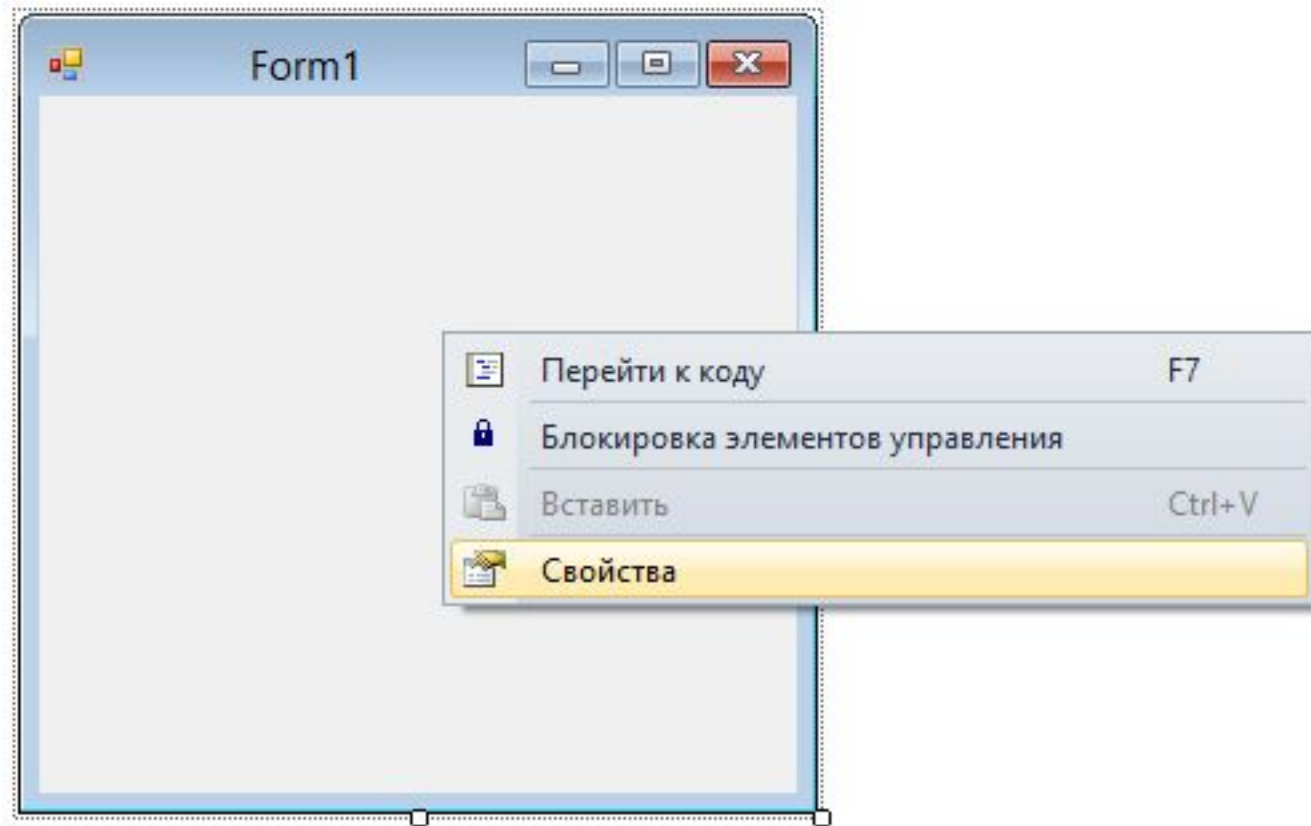 Form1
Перейти к коду F7
Блокировка элементов управления
Вставить Ctrl+V
Свойства